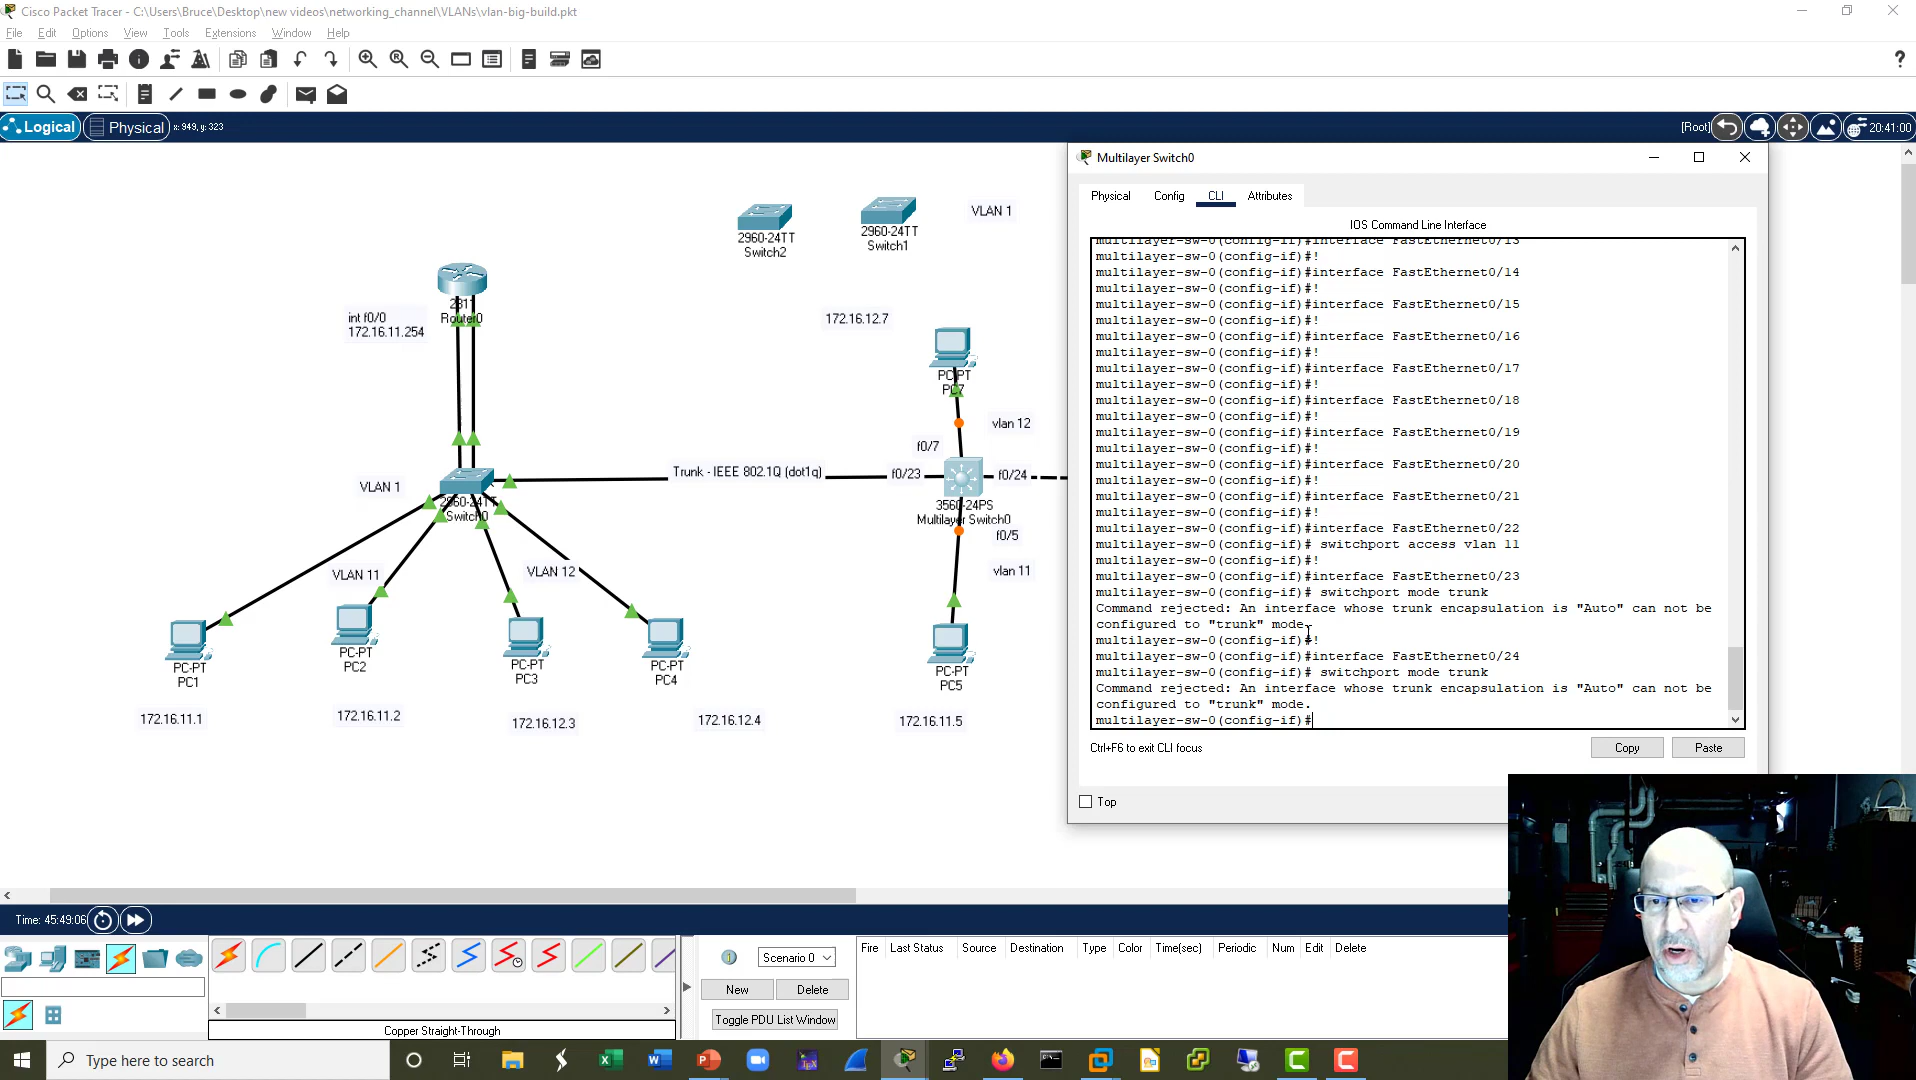 Cisco Packet Tracer - C:\Users\Bruce\Desktop\new videos\networking_channel\VLANs\vlan-big-build.pkt
File Edit Options View Tools Extensions Window Help
Logical Physical x: 949, y: 323 [Root] 20:41:00
Multilayer Switch0
Physical Config CLI Attributes
IOS Command Line Interface
multilayer-sw-0(config-if)#interface FastEthernet0/13
multilayer-sw-0(config-if)#!
multilayer-sw-0(config-if)#interface FastEthernet0/14
multilayer-sw-0(config-if)#!
multilayer-sw-0(config-if)#interface FastEthernet0/15
multilayer-sw-0(config-if)#!
multilayer-sw-0(config-if)#interface FastEthernet0/16
multilayer-sw-0(config-if)#!
multilayer-sw-0(config-if)#interface FastEthernet0/17
multilayer-sw-0(config-if)#!
multilayer-sw-0(config-if)#interface FastEthernet0/18
multilayer-sw-0(config-if)#!
multilayer-sw-0(config-if)#interface FastEthernet0/19
multilayer-sw-0(config-if)#!
multilayer-sw-0(config-if)#interface FastEthernet0/20
multilayer-sw-0(config-if)#!
multilayer-sw-0(config-if)#interface FastEthernet0/21
multilayer-sw-0(config-if)#!
multilayer-sw-0(config-if)#interface FastEthernet0/22
multilayer-sw-0(config-if)# switchport access vlan 11
multilayer-sw-0(config-if)#!
multilayer-sw-0(config-if)#interface FastEthernet0/23
multilayer-sw-0(config-if)# switchport mode trunk
Command rejected: An interface whose trunk encapsulation is "Auto" can not be
configured to "trunk" mode.
multilayer-sw-0(config-if)#!
multilayer-sw-0(config-if)#interface FastEthernet0/24
multilayer-sw-0(config-if)# switchport mode trunk
Command rejected: An interface whose trunk encapsulation is "Auto" can not be
configured to "trunk" mode.
multilayer-sw-0(config-if)#
Ctrl+F6 to exit CLI focus
Copy
Paste
Top
2960-24TT
Switch2
2960-24TT
Switch1
VLAN 1
2811
Router0
int f0/0
172.16.11.254
172.16.12.7
PC-PT
PC7
vlan 12
f0/7
Trunk - IEEE 802.1Q (dot1q)
f0/23
f0/24
3560-24PS
Multilayer Switch0
f0/5
vlan 11
VLAN 1
2960-24TT
Switch0
VLAN 11
VLAN 12
PC-PT
PC1
PC-PT
PC2
PC-PT
PC3
PC-PT
PC4
PC-PT
PC5
172.16.11.1
172.16.11.2
172.16.12.3
172.16.12.4
172.16.11.5
Time: 45:49:06
Scenario 0
New
Delete
Toggle PDU List Window
Fire Last Status Source Destination Type Color Time(sec) Periodic Num Edit Delete
Copper Straight-Through
Type here to search